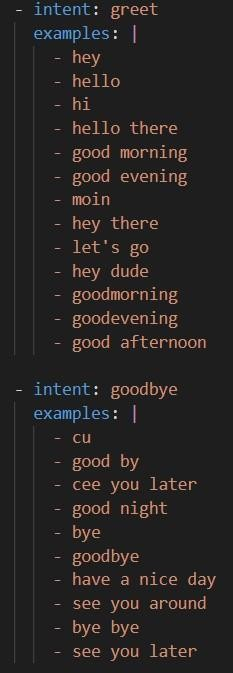 - intent: greet
examples: |
- hey
- hello
- hi
- hello there
- good morning
- good evening
- moin
- hey there
- let's go
- hey dude
- goodmorning
- goodevening
- good afternoon
- intent: goodbye
examples: |
- cu
- good by
- cee you later
- good night
- bye
- goodbye
- have a nice day
- see you around
- bye bye
- see you later